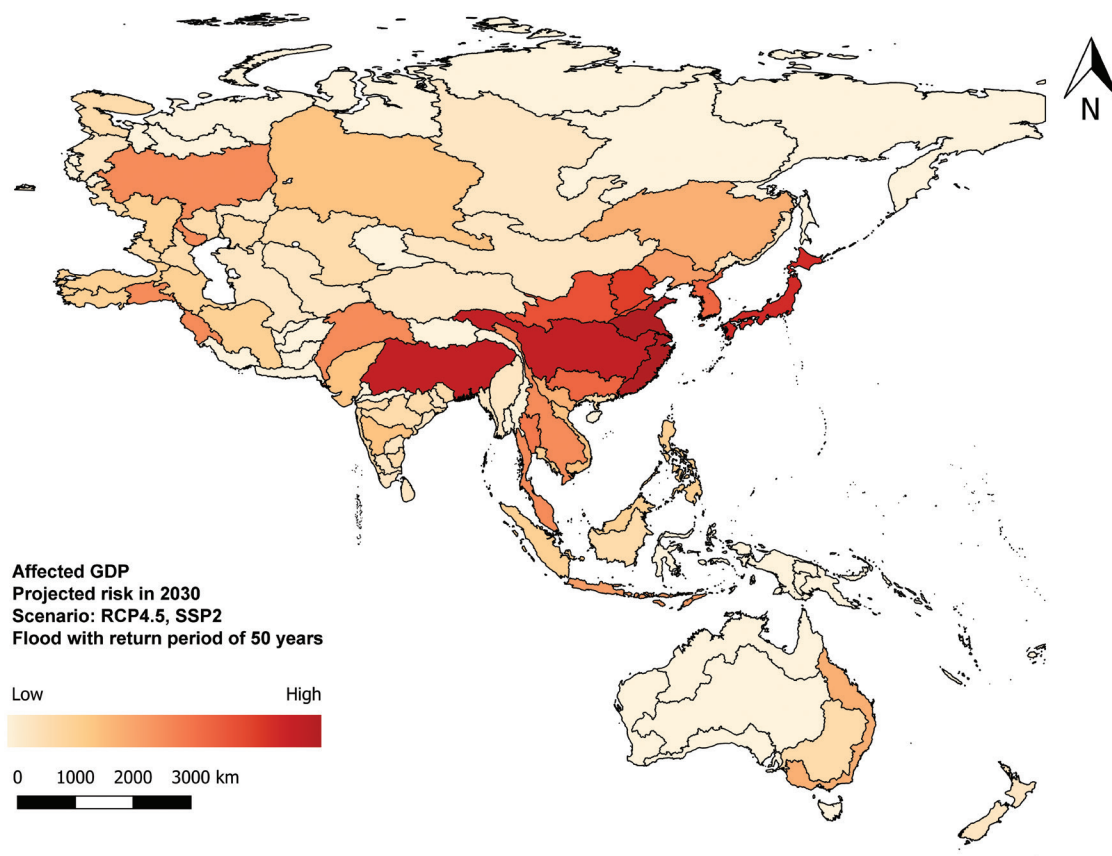 N
Affected GDP
Projected risk in 2030
Scenario: RCP4.5, SSP2
Flood with return period of 50 years
Low High
0 1000 2000 3000 km